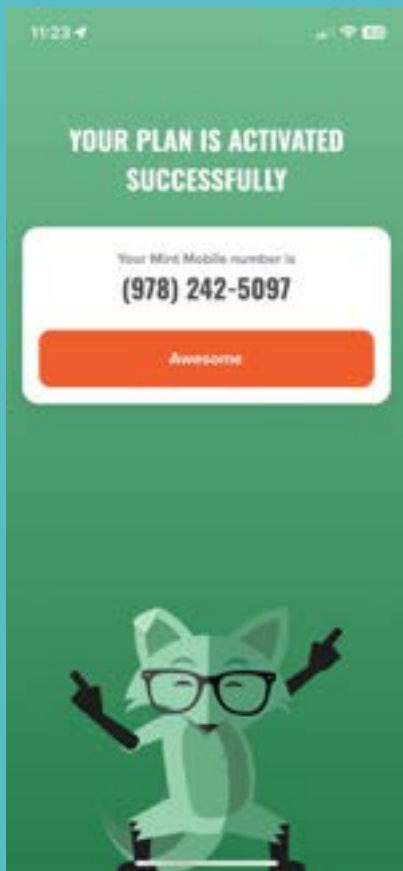 11:23
YOUR PLAN IS ACTIVATED
SUCCESSFULLY
Your Mint Mobile number is
(978) 242-5097
Awesome